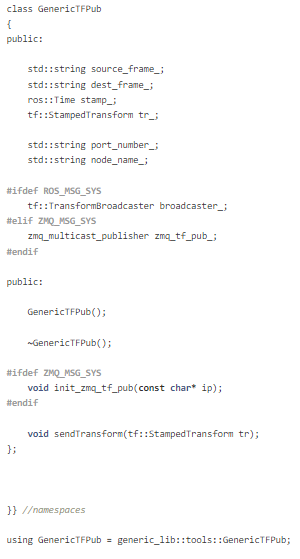 class GenericTFPub
{
public:
std::string source_frame_;
std::string dest_frame_;
ros::Time stamp_;
tf::StampedTransform tr_;
std::string port_number_;
std::string node_name_;
#ifdef ROS_MSG_SYS
tf::TransformBroadcaster broadcaster_;
#elif ZMQ_MSG_SYS
zmq_multicast_publisher zmq_tf_pub_;
#endif
public:
GenericTFPub();
~GenericTFPub();
#ifdef ZMQ_MSG_SYS
void init_zmq_tf_pub(const char* ip);
#endif
void sendTransform(tf::StampedTransform tr);
};
}} //namespaces
using GenericTFPub = generic_lib::tools::GenericTFPub;